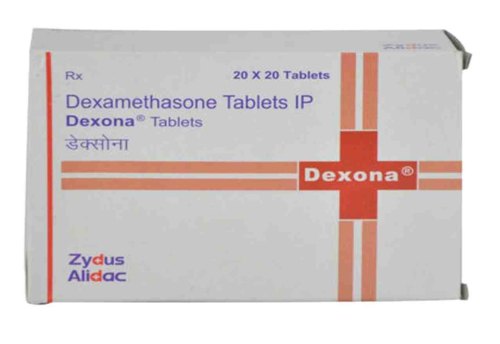 Rx
20 X 20 Tablets
Dexamethasone Tablets IP
Dexona® Tablets
डेक्सोना
Dexona®
Zydus
Alidac